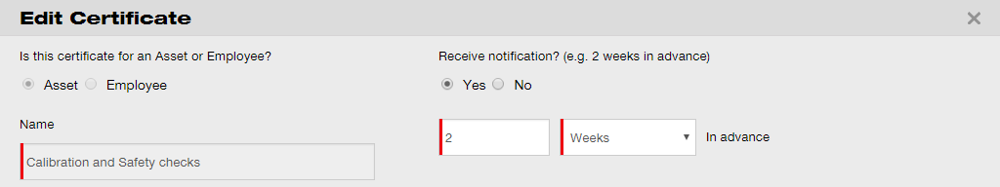 Edit Certificate
Is this certificate for an Asset or Employee?
Asset Employee
Name
Calibration and Safety checks
Receive notification? (e.g. 2 weeks in advance)
Yes No
2 Weeks In advance